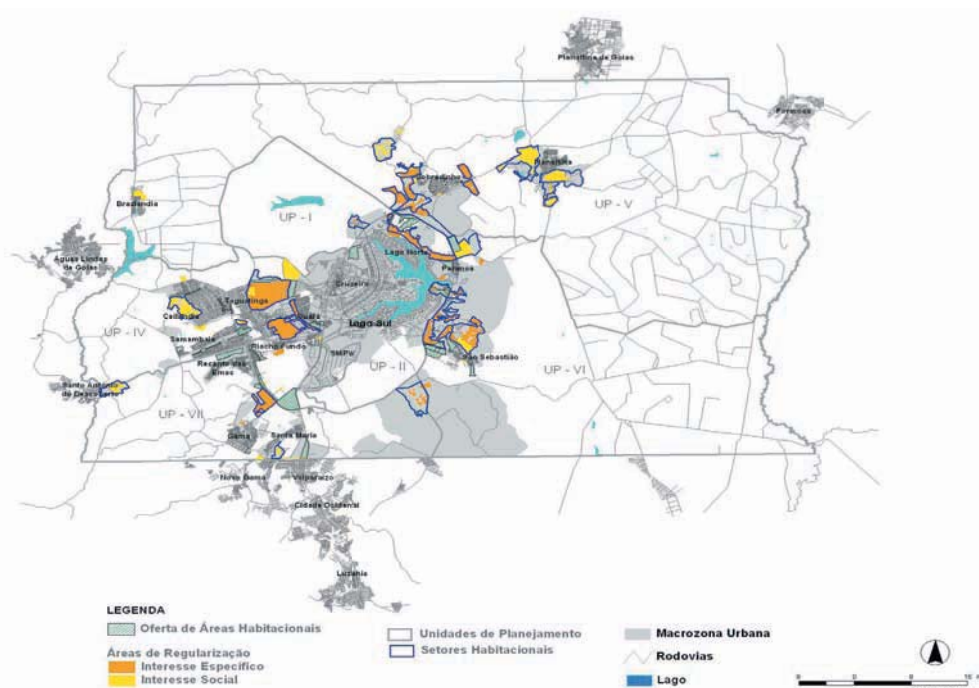 Planaltina de Goiás
Formosa
Sobradinho
Planaltina
Brazlândia
UP - I
UP - V
Águas Lindas
de Goiás
Lago Norte
Paranoá
Taguatinga
Cruzeiro
Ceilândia
Guará
Lago Sul
UP - IV
Samambaia
Riacho Fundo
SMPW
São Sebastião
Recanto das
Emas
UP - II
UP - VI
Santo Antônio
do Descoberto
UP - VII
Gama
Santa Maria
Novo Gama
Valparaizo
Cidade Ocidental
Luziania
LEGENDA
Oferta de Áreas Habitacionais
Áreas de Regularização
Interesse Específico
Interesse Social
Unidades de Planejamento
Setores Habitacionais
Macrozona Urbana
Rodovias
Lago